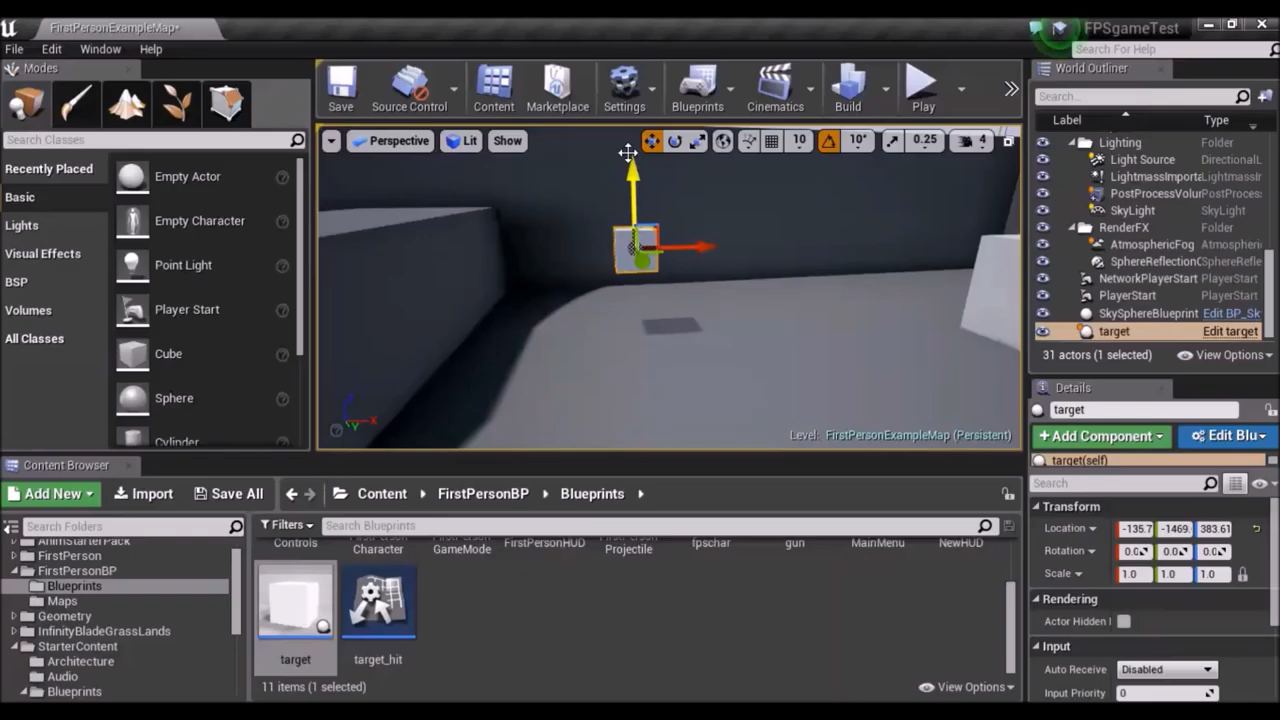 FirstPersonExampleMap*
FPSgameTest
File Edit Window Help
Search For Help
Modes
Search Classes
Recently Placed
Basic
Lights
Visual Effects
BSP
Volumes
All Classes
Empty Actor
Empty Character
Point Light
Player Start
Cube
Sphere
Cylinder
Save Source Control Content Marketplace Settings Blueprints Cinematics Build Play
Perspective Lit Show 10 10° 0.25 4
X
Y
Level: FirstPersonExampleMap (Persistent)
World Outliner
Search...
Label Type
Lighting Folder
Light Source DirectionalL
LightmassImporta LightmassI
PostProcessVolu PostProcess
SkyLight SkyLight
RenderFX Folder
AtmosphericFog Atmospheric
SphereReflection SphereRefle
NetworkPlayerStart PlayerStart
PlayerStart PlayerStart
SkySphereBlueprint Edit BP_Sk
target Edit target
31 actors (1 selected) View Options
Details
target
Add Component Edit Blu
target(self)
Search
Transform
Location -135.7 -1469. 383.61
Rotation 0.0 0.0 0.0
Scale 1.0 1.0 1.0
Rendering
Actor Hidden I
Input
Auto Receive Disabled
Input Priority 0
Content Browser
Add New Import Save All Content FirstPersonBP Blueprints
Search Folders
Filters Search Blueprints
AnimStarterPack
FirstPerson
FirstPersonBP
Blueprints
Maps
Geometry
InfinityBladeGrassLands
StarterContent
Architecture
Audio
Blueprints
Controls
Character
GameMode
FirstPersonHUD
Projectile
fpschar
gun
MainMenu
NewHUD
target
target_hit
11 items (1 selected) View Options